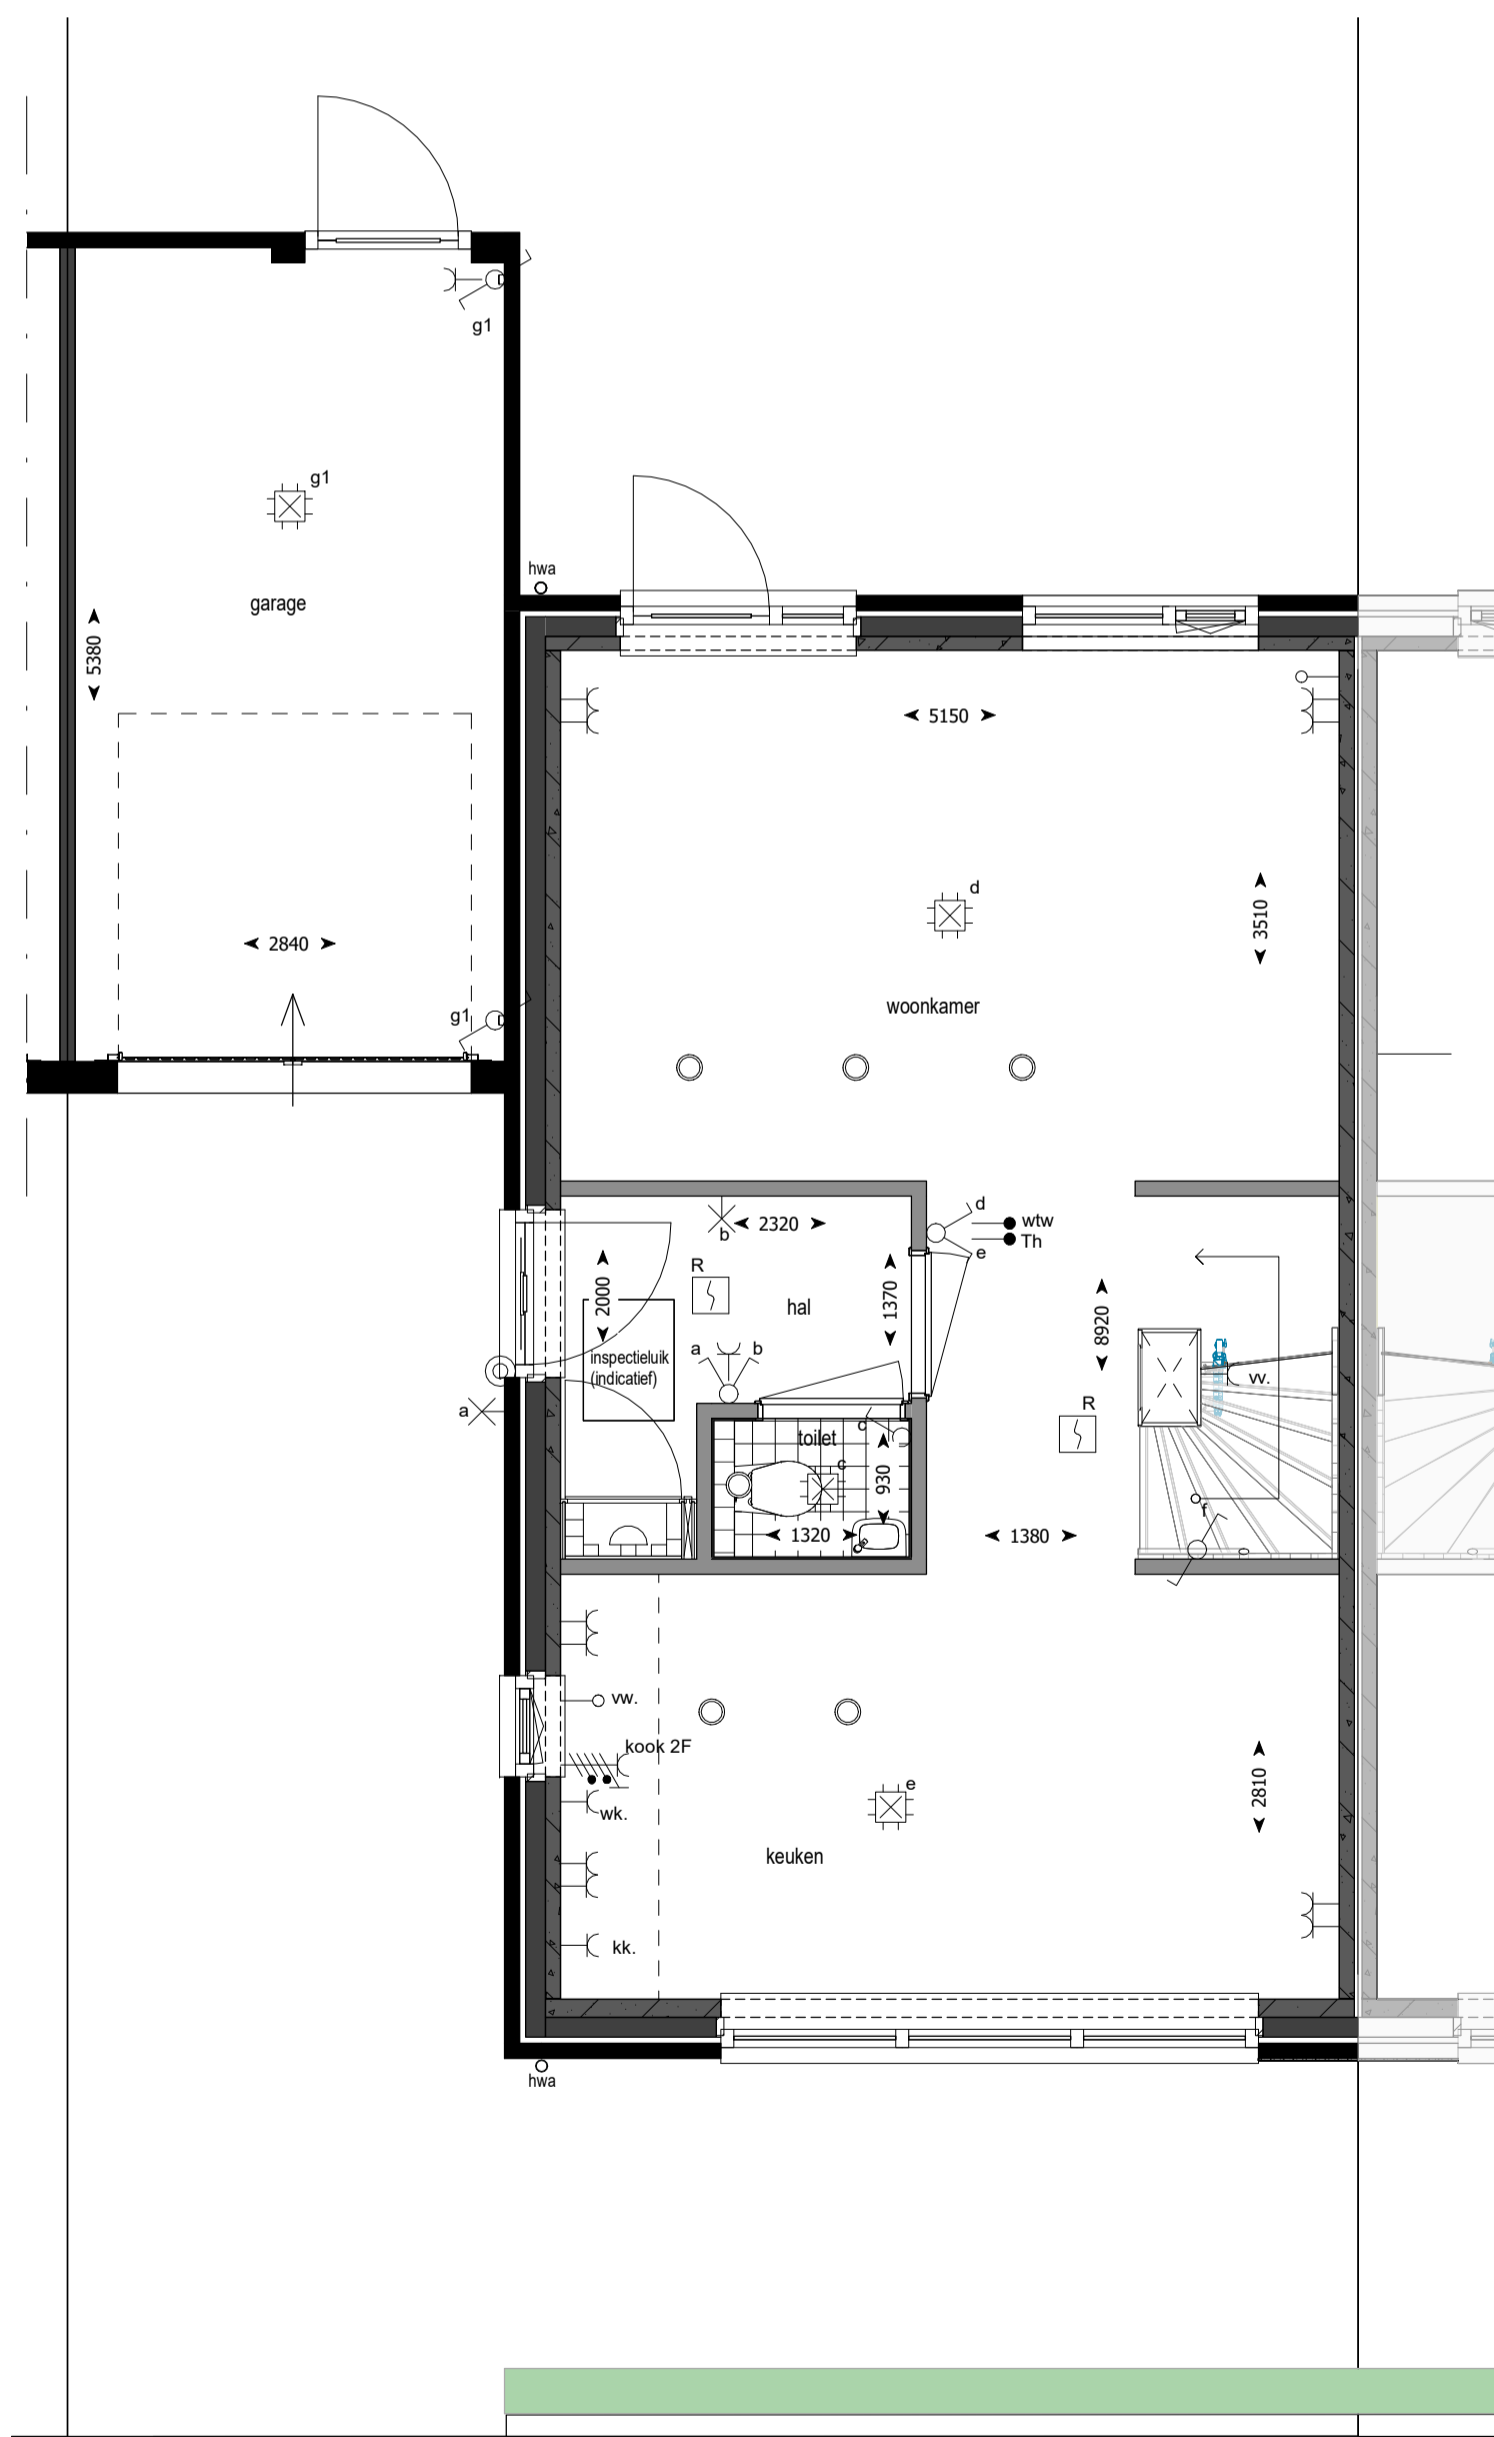 g1
g1
hwa
garage
5380
5150
d
3510
2840
woonkamer
g1
d
wtw
e
Th
b
2320
R
2000
hal
1370
8920
a
b
inspectieluik
(indicatief)
vv.
a
R
c
toilet
c
930
f
1320
1380
vw.
kook 2F
e
wk.
2810
keuken
kk.
hwa